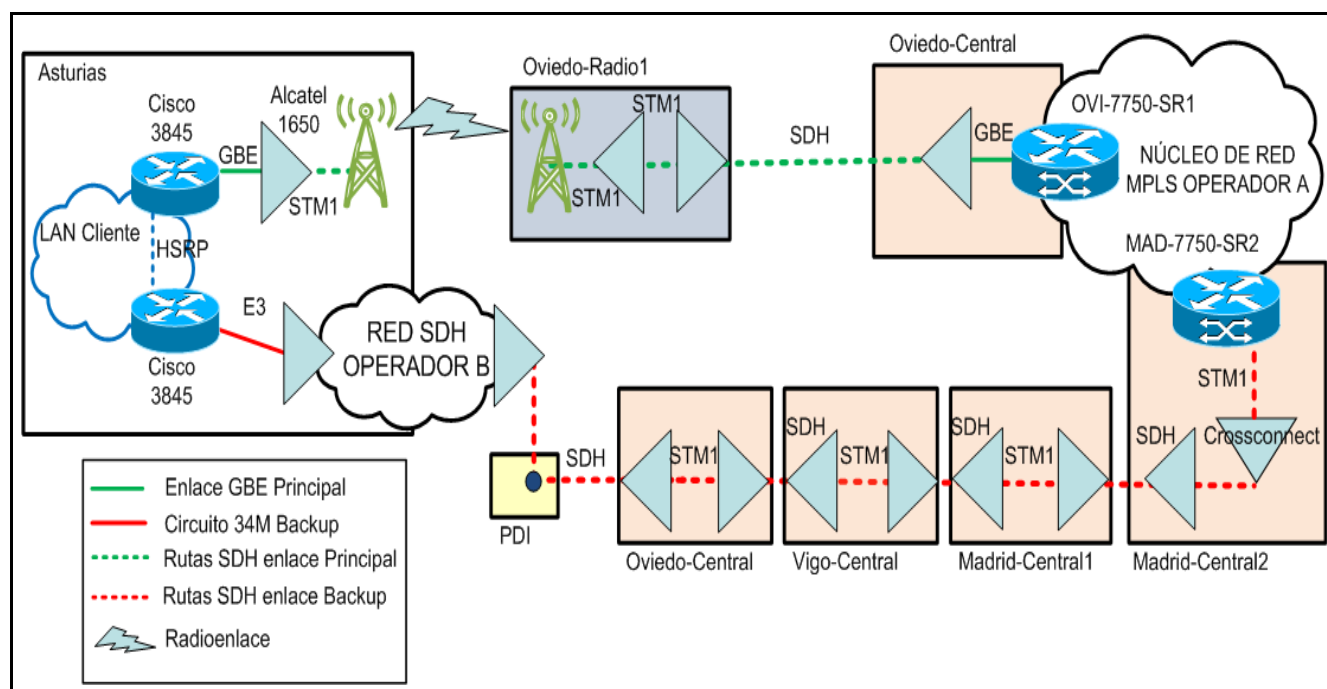 Asturias
Cisco
3845
GBE
Alcatel
1650
STM1
LAN Cliente
HSRP
E3
Cisco
3845
RED SDH
OPERADOR B
Oviedo-Radio1
STM1
STM1
SDH
Oviedo-Central
GBE
OVI-7750-SR1
NÚCLEO DE RED
MPLS OPERADOR A
MAD-7750-SR2
STM1
Crossconnect
SDH
Madrid-Central2
PDI
SDH
STM1
Oviedo-Central
SDH
STM1
Vigo-Central
SDH
STM1
Madrid-Central1
Enlace GBE Principal
Circuito 34M Backup
Rutas SDH enlace Principal
Rutas SDH enlace Backup
Radioenlace